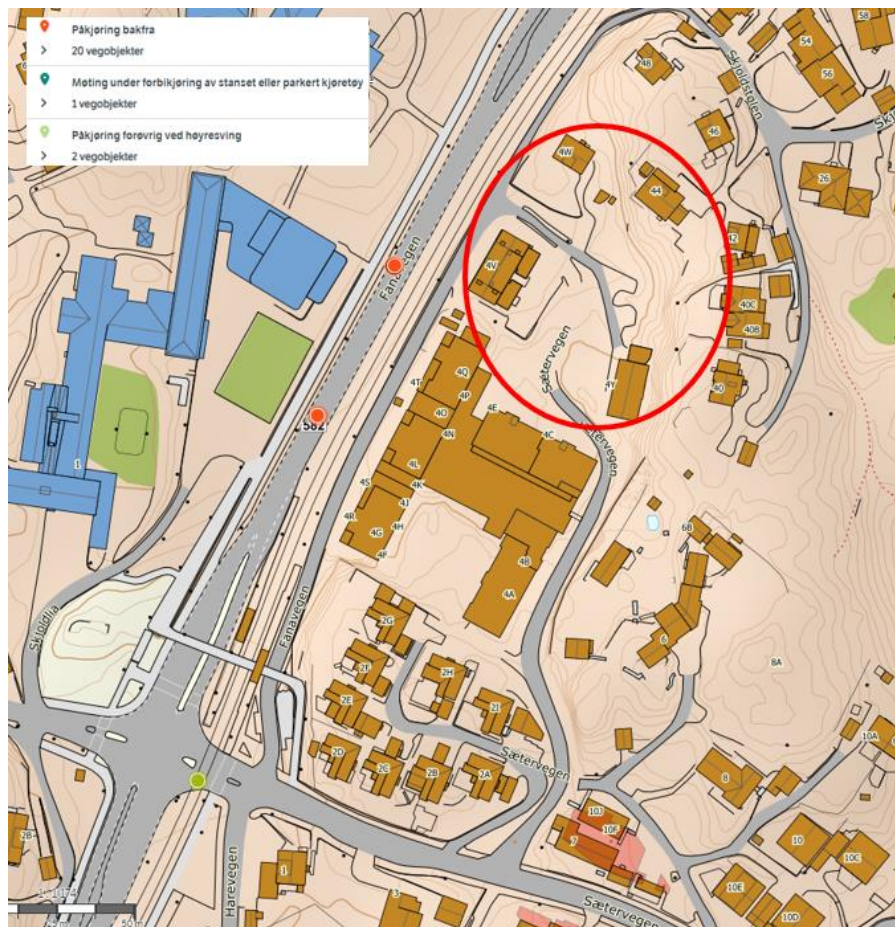 Påkjøring bakfra
20 vegobjekter
Møting under forbikjøring av stanset eller parkert kjøretøy
1 vegobjekter
Påkjøring forøvrig ved høyresving
2 vegobjekter
58
54
56
48
Skjoldstølen
46
4W
44
26
42
4V
Fanavegen
40C
40B
Sætervegen
4Y
40
4Q
4T
4P
4E
4O
4N
4C
582
Sætervegen
1
4L
4K
4S
4J
4R
4H
4G
4F
6B
4B
4A
Skjoldlia
Fanavegen
2G
6
8A
2F
2H
2E
2I
10A
2D
2C
2B
2A
Sætervegen
8
10J
10F
7
2B
Harevegen
1
10
10C
3
10E
10D
Sætervegen
25 m
50 m